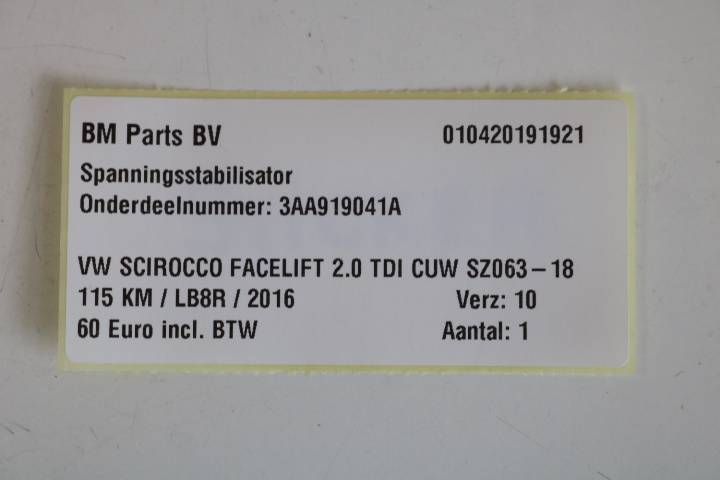 BM Parts BV 010420191921
Spanningsstabilisator
Onderdeelnummer: 3AA919041A
VW SCIROCCO FACELIFT 2.0 TDI CUW SZ063-18
115 KM / LB8R / 2016 Verz: 10
60 Euro incl. BTW Aantal: 1